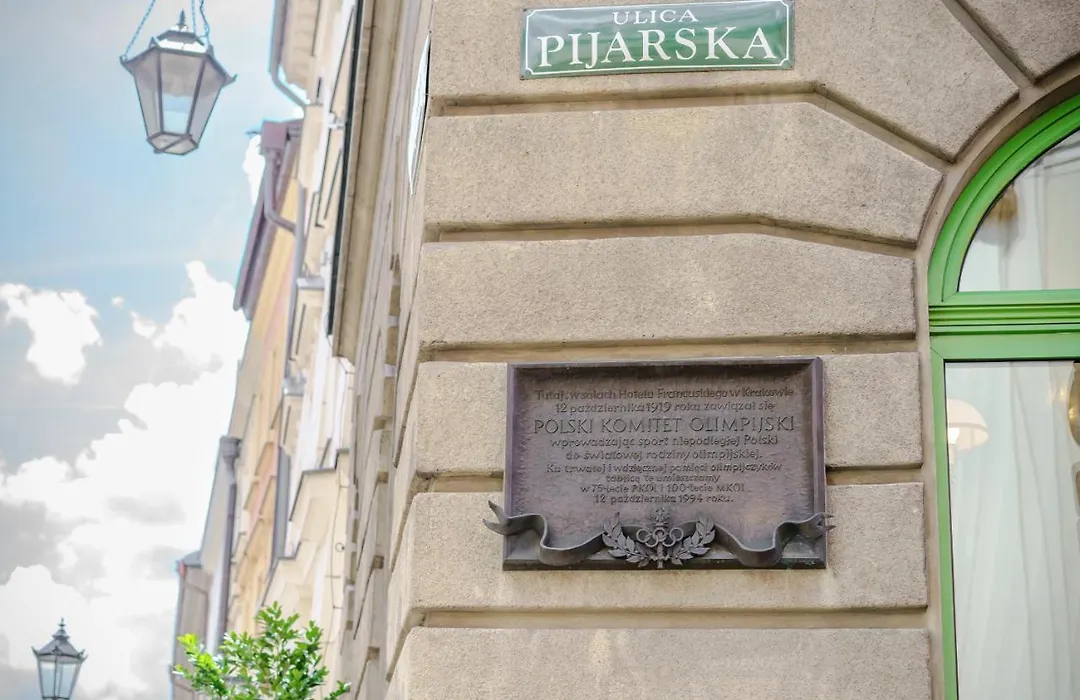 ULICA
PIJARSKA
Tutaj, w salach Hotelu Francuskiego w Krakowie
12 października 1919 roku zawiązał się
POLSKI KOMITET OLIMPIJSKI
wprowadzając sport niepodległej Polski
do światowej rodziny olimpijskiej.
Ku trwałej i wdzięcznej pamięci olimpijczyków
tablicę tę umieszczamy
w 75-lecie PKOl i 100-lecie MKOl
12 października 1994 roku.